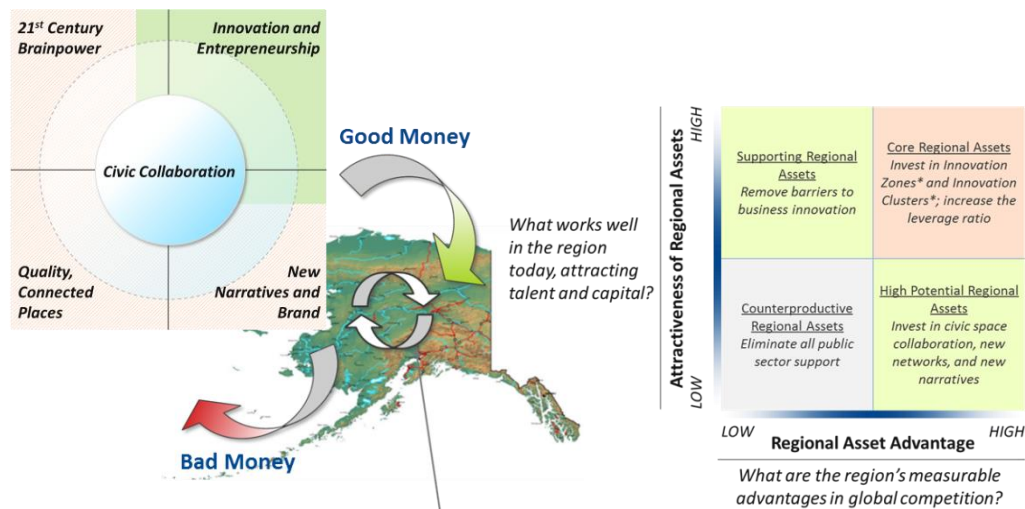 21st Century
Brainpower
Innovation and
Entrepreneurship
Civic Collaboration
Quality,
Connected
Places
New
Narratives and
Brand
Good Money
Bad Money
What works well
in the region
today, attracting
talent and capital?
Attractiveness of Regional Assets
HIGH
LOW
Supporting Regional
Assets
Remove barriers to
business innovation
Core Regional Assets
Invest in Innovation
Zones* and Innovation
Clusters*; increase the
leverage ratio
Counterproductive
Regional Assets
Eliminate all public
sector support
High Potential Regional
Assets
Invest in civic space
collaboration, new
networks, and new
narratives
LOW
HIGH
Regional Asset Advantage
What are the region's measurable
advantages in global competition?